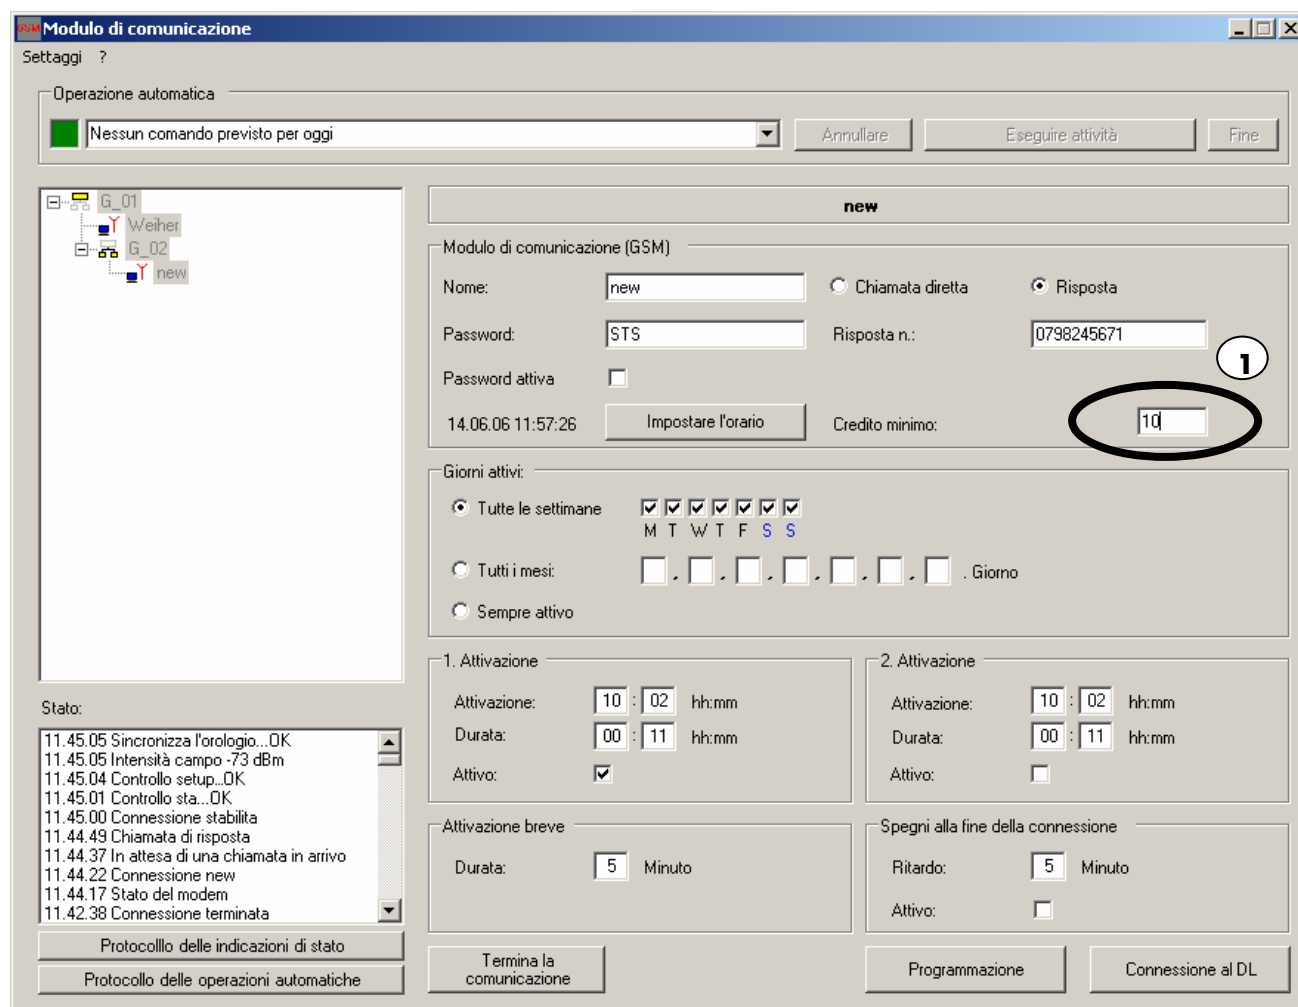 GSM Modulo di comunicazione
Settaggi ?
Operazione automatica
Nessun comando previsto per oggi
Annullare
Eseguire attività
Fine
G_01
Weiher
G_02
new
new
Modulo di comunicazione (GSM)
Nome: new
Chiamata diretta
Risposta
Password: STS
Risposta n.: 0798245671
1
Password attiva
14.06.06 11:57:26
Impostare l'orario
Credito minimo: 10
Giorni attivi:
Tutte le settimane
M T W T F S S
Tutti i mesi: , , , , , , . Giorno
Sempre attivo
1. Attivazione
Attivazione: 10 : 02 hh:mm
Durata: 00 : 11 hh:mm
Attivo:
2. Attivazione
Attivazione: 10 : 02 hh:mm
Durata: 00 : 11 hh:mm
Attivo:
Stato:
11.45.05 Sincronizza l'orologio...OK
11.45.05 Intensità campo -73 dBm
11.45.04 Controllo setup...OK
11.45.01 Controllo sta...OK
11.45.00 Connessione stabilita
11.44.49 Chiamata di risposta
11.44.37 In attesa di una chiamata in arrivo
11.44.22 Connessione new
11.44.17 Stato del modem
11.42.38 Connessione terminata
Attivazione breve
Durata: 5 Minuto
Spegni alla fine della connessione
Ritardo: 5 Minuto
Attivo:
Protocolllo delle indicazioni di stato
Protocollo delle operazioni automatiche
Termina la
comunicazione
Programmazione
Connessione al DL